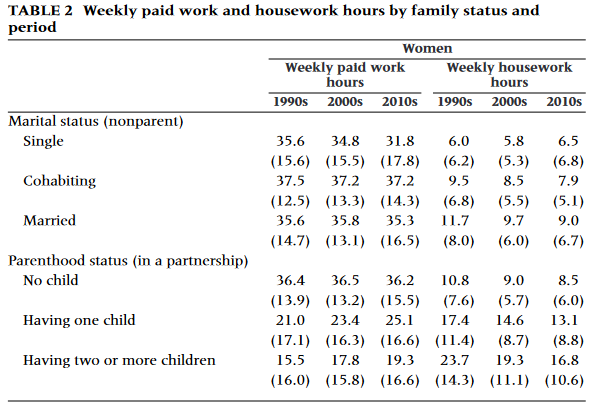 TABLE 2 Weekly paid work and housework hours by family status and
period
Women
Weekly paid work hours Weekly housework hours
1990s 2000s 2010s 1990s 2000s 2010s
Marital status (nonparent)
Single 35.6 34.8 31.8 6.0 5.8 6.5
(15.6) (15.5) (17.8) (6.2) (5.3) (6.8)
Cohabiting 37.5 37.2 37.2 9.5 8.5 7.9
(12.5) (13.3) (14.3) (6.8) (5.5) (5.1)
Married 35.6 35.8 35.3 11.7 9.7 9.0
(14.7) (13.1) (16.5) (8.0) (6.0) (6.7)
Parenthood status (in a partnership)
No child 36.4 36.5 36.2 10.8 9.0 8.5
(13.9) (13.2) (15.5) (7.6) (5.7) (6.0)
Having one child 21.0 23.4 25.1 17.4 14.6 13.1
(17.1) (16.3) (16.6) (11.4) (8.7) (8.8)
Having two or more children 15.5 17.8 19.3 23.7 19.3 16.8
(16.0) (15.8) (16.6) (14.3) (11.1) (10.6)